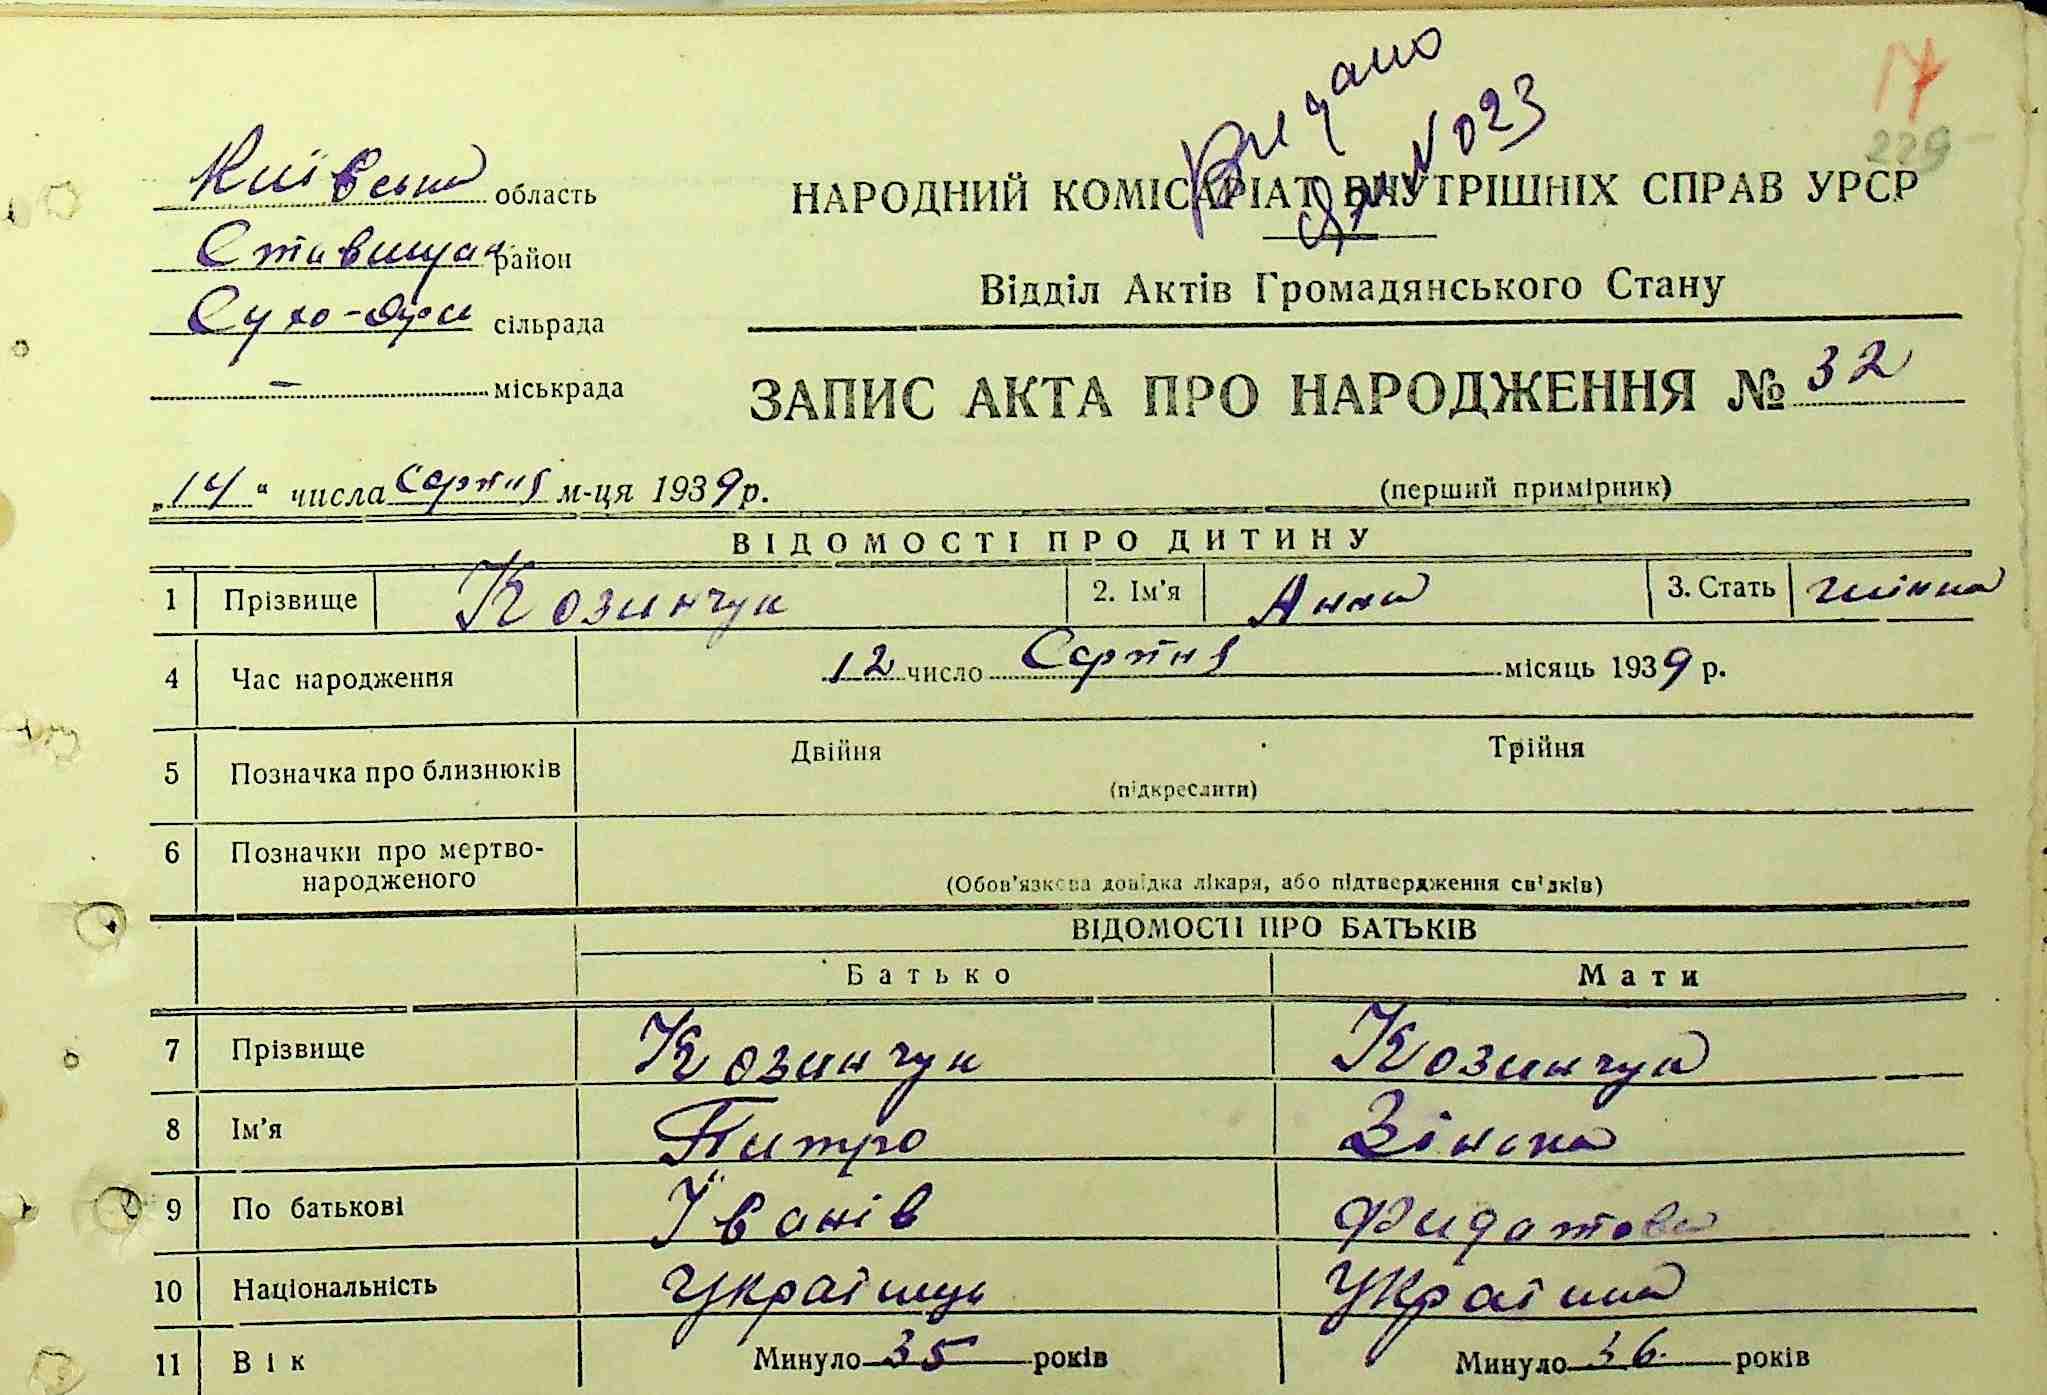 Видано
№ 023
17
229
Київська область
НАРОДНИЙ КОМІСАРІАТ ВНУТРІШНІХ СПРАВ УРСР
Ставищан район
Відділ Актів Громадянського Стану
Сухо-Яри сільрада
— міськрада
ЗАПИС АКТА ПРО НАРОДЖЕННЯ № 32
„14“ числа Серпня м-ця 1939 р.
(перший примірник)
ВІДОМОСТІ ПРО ДИТИНУ
1 Прізвище Козинчук 2. Ім'я Анна 3. Стать жінка
4 Час народження 12 число Серпня місяць 1939 р.
5 Позначка про близнюків Двійня Трійня
(підкреслити)
6 Позначки про мертво-
народженого
(Обов'язкова довідка лікаря, або підтвердження свідків)
ВІДОМОСТІ ПРО БАТЬКІВ
Батько Мати
7 Прізвище Козинчук Козинчук
8 Ім'я Питро Зінька
9 По батькові Іванів Фидотова
10 Національність Українць Українка
11 Вік Минуло 35 років Минуло 36 років